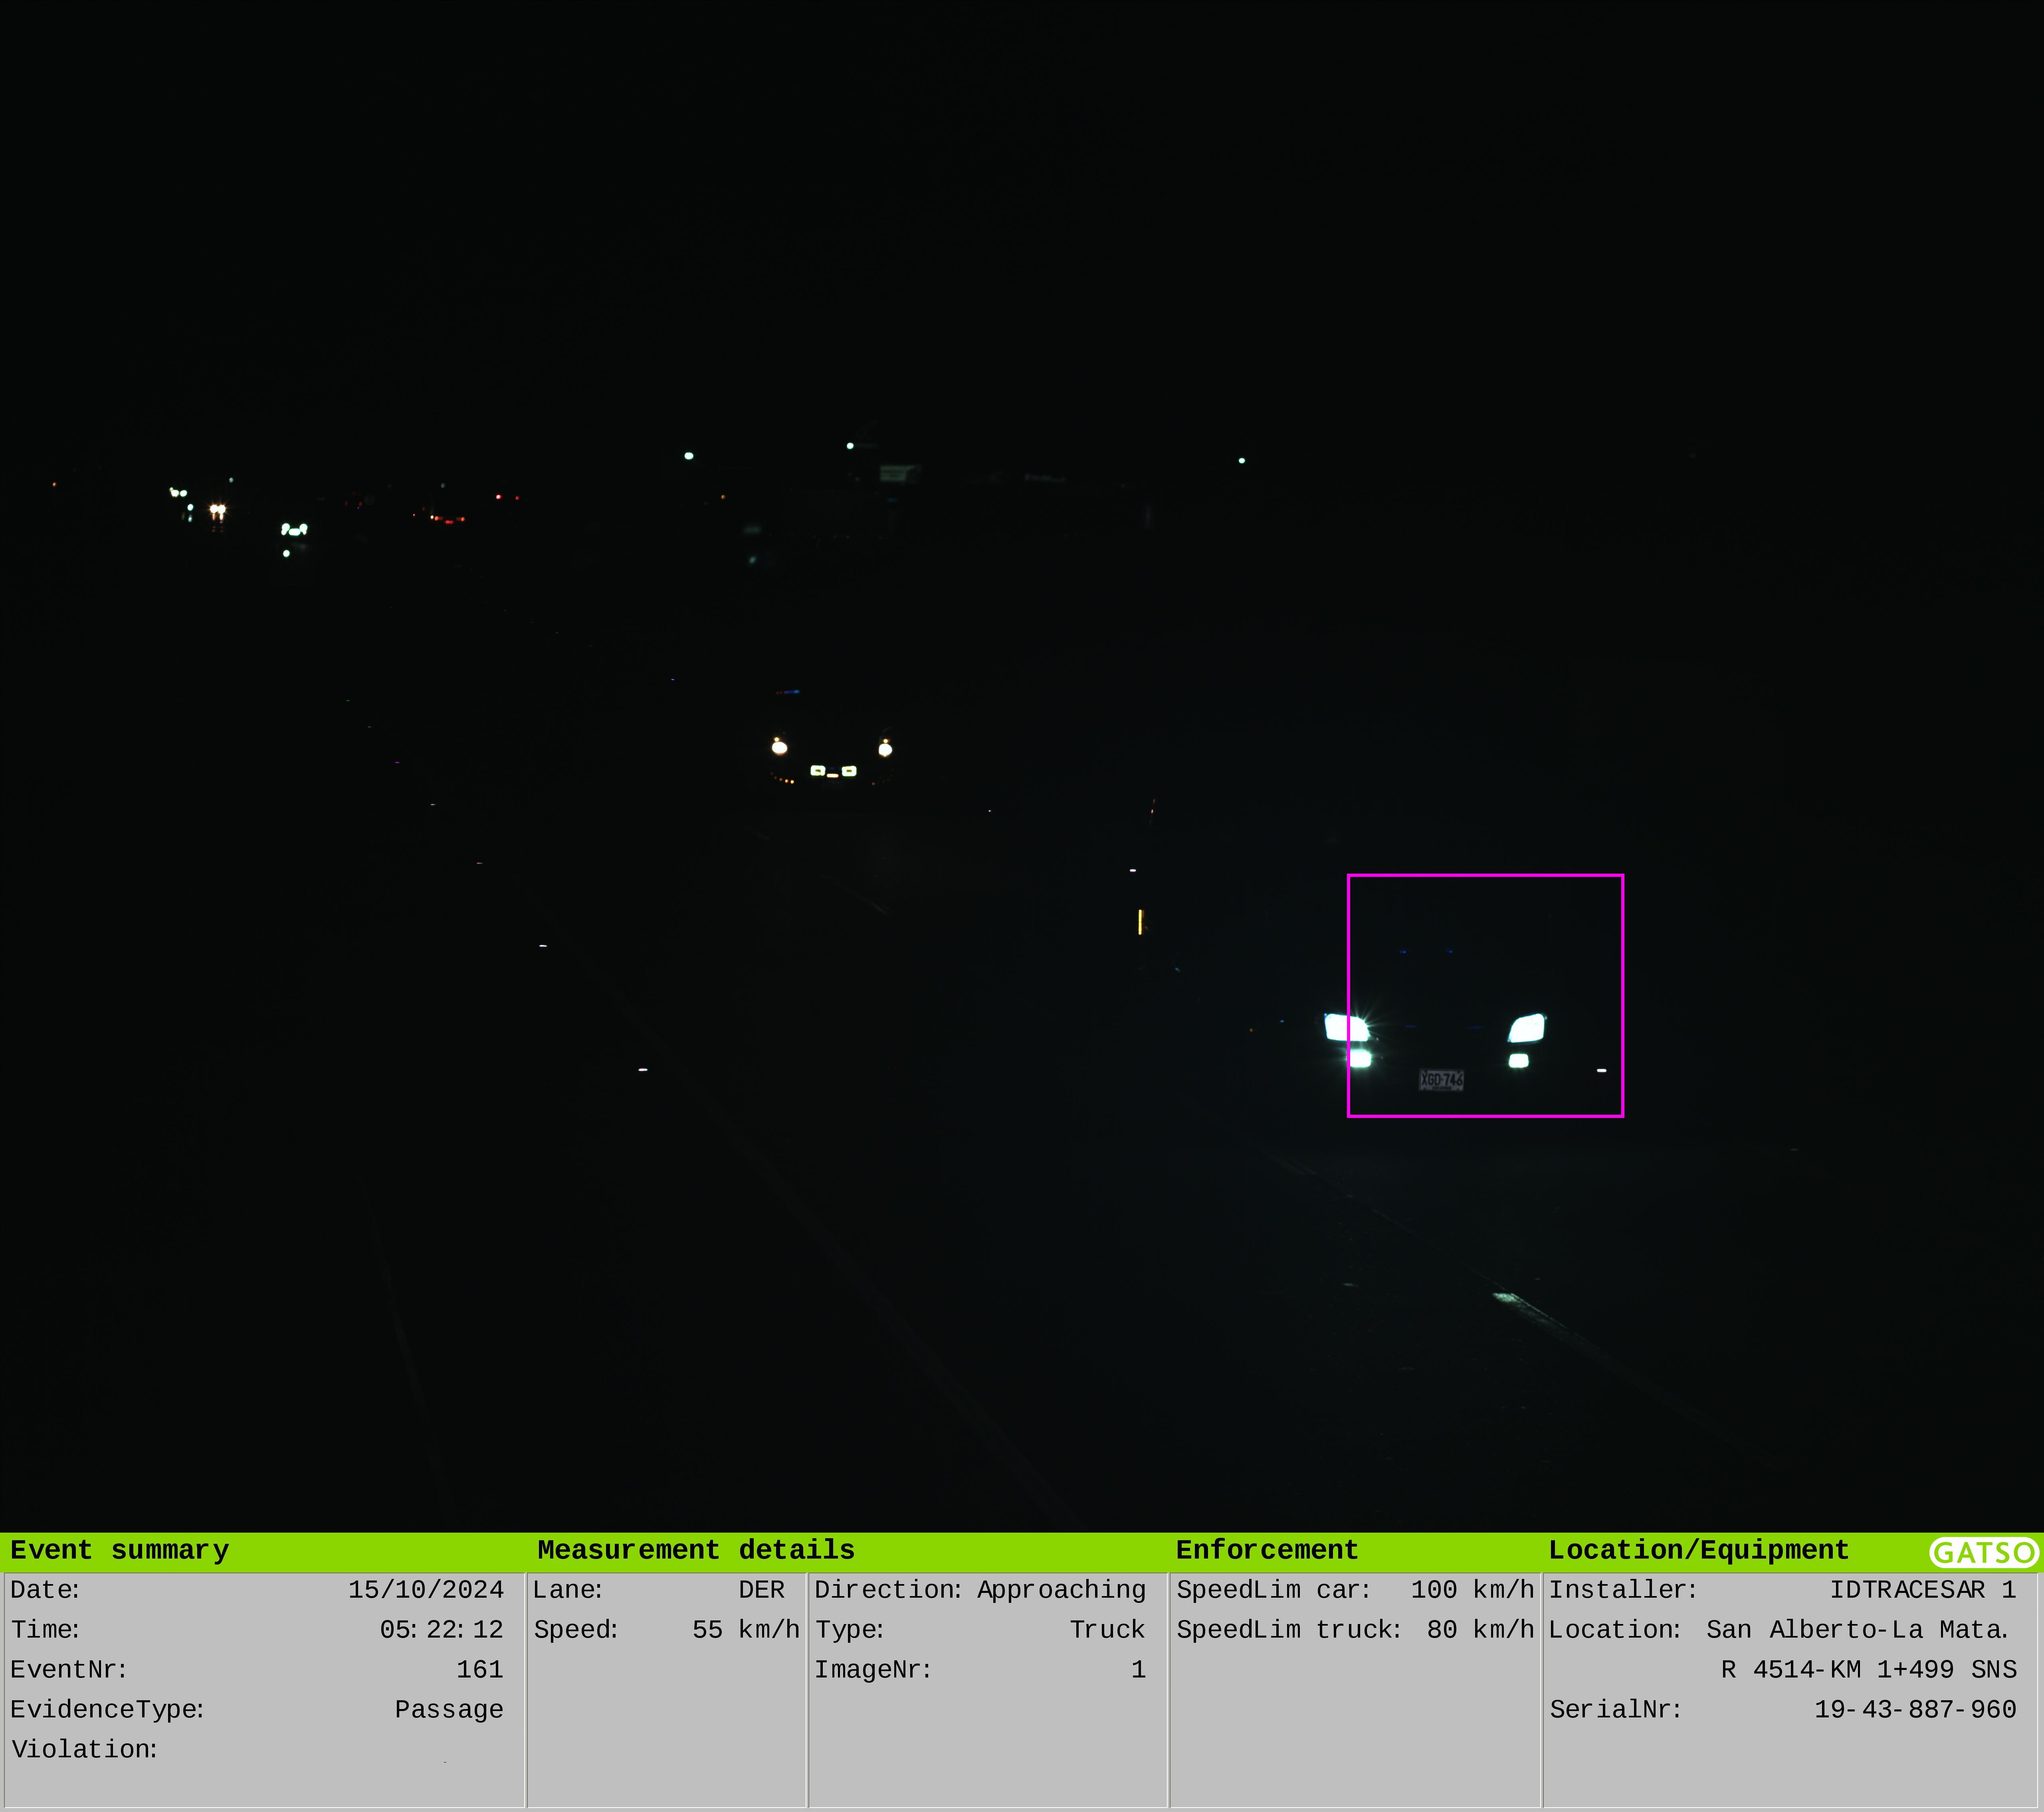 XGD 746
Event summary
Date: 15/10/2024
Time: 05:22:12
EventNr: 161
EvidenceType: Passage
Violation:
Measurement details
Lane: DER
Speed: 55 km/h
Direction: Approaching
Type: Truck
ImageNr: 1
Enforcement
SpeedLim car: 100 km/h
SpeedLim truck: 80 km/h
Location/Equipment
GATSO
Installer: IDTRACESAR 1
Location: San Alberto-La Mata.
R 4514-KM 1+499 SNS
SerialNr: 19-43-887-960